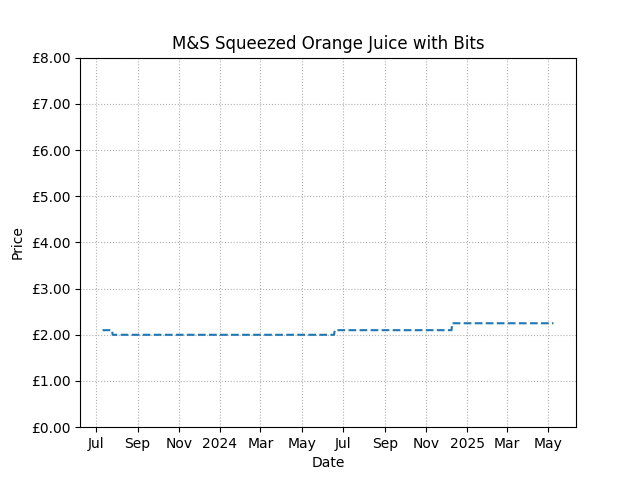 M&S Squeezed Orange Juice with Bits
£8.00
£7.00
£6.00
£5.00
£4.00
£3.00
£2.00
£1.00
£0.00
Price
Jul Sep Nov 2024 Mar May Jul Sep Nov 2025 Mar May
Date